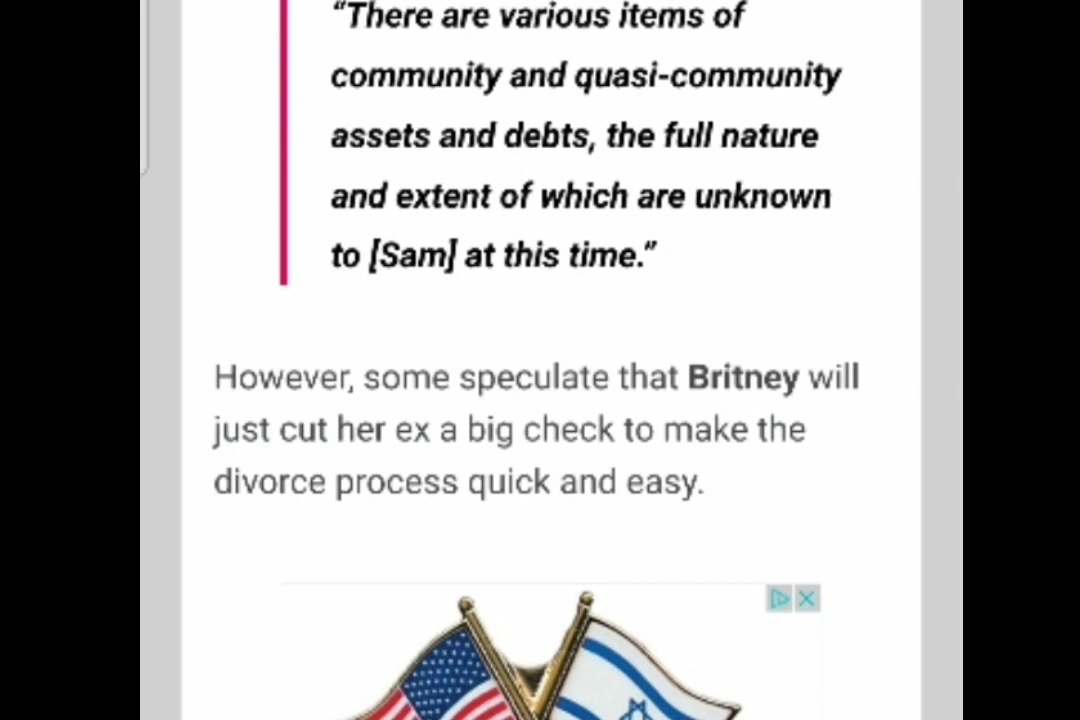 “There are various items of
community and quasi-community
assets and debts, the full nature
and extent of which are unknown
to [Sam] at this time.”
However, some speculate that Britney will
just cut her ex a big check to make the
divorce process quick and easy.